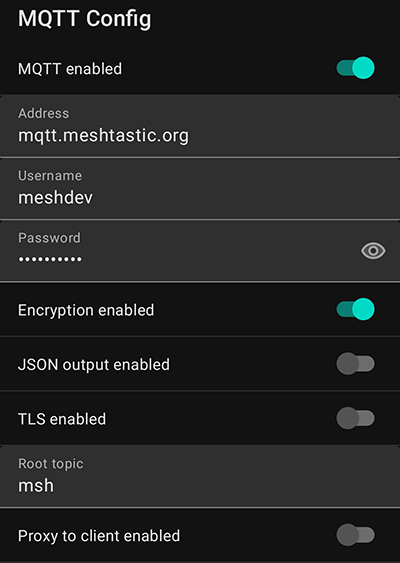 MQTT Config
MQTT enabled
Address
mqtt.meshtastic.org
Username
meshdev
Password
••••••••••
Encryption enabled
JSON output enabled
TLS enabled
Root topic
msh
Proxy to client enabled